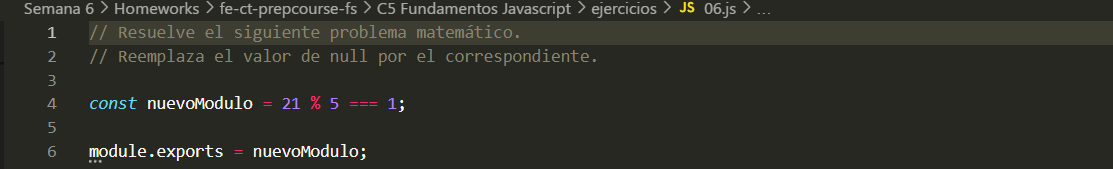 Semana 6 > Homeworks > fe-ct-prepcourse-fs > C5 Fundamentos Javascript > ejercicios > JS 06.js > ...
1 // Resuelve el siguiente problema matemático.
2 // Reemplaza el valor de null por el correspondiente.
3
4 const nuevoModulo = 21 % 5 === 1;
5
6 module.exports = nuevoModulo;